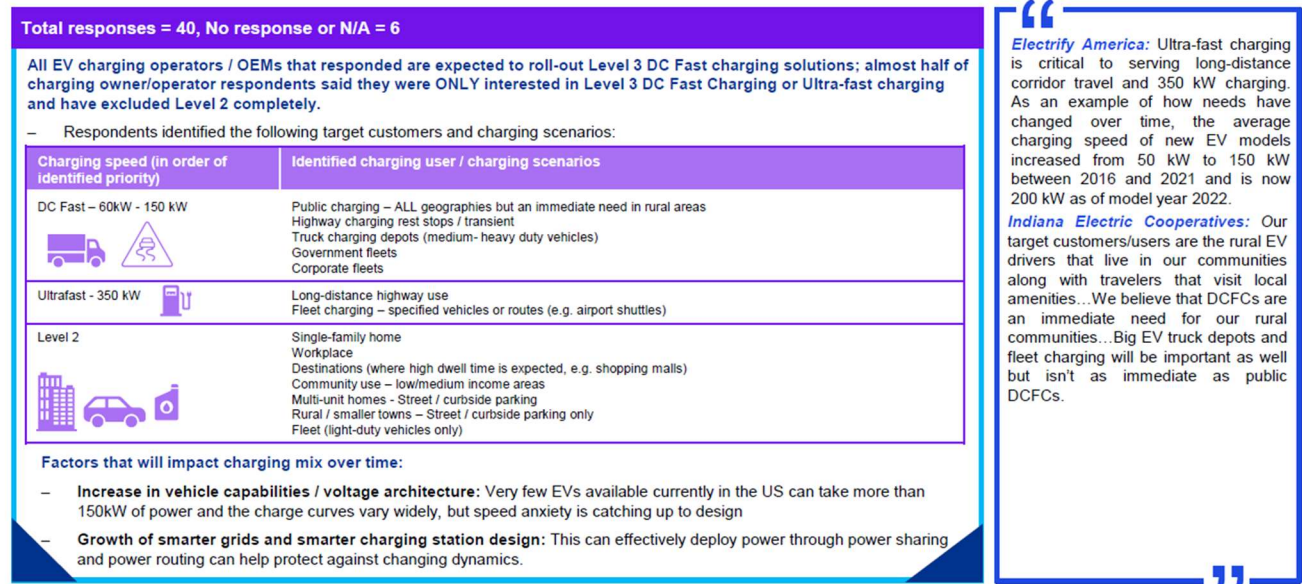 Total responses = 40, No response or N/A = 6
All EV charging operators / OEMs that responded are expected to roll-out Level 3 DC Fast charging solutions; almost half of
charging owner/operator respondents said they were ONLY interested in Level 3 DC Fast Charging or Ultra-fast charging
and have excluded Level 2 completely.
– Respondents identified the following target customers and charging scenarios:
Charging speed (in order of
identified priority)
Identified charging user / charging scenarios
DC Fast – 60kW - 150 kW
Public charging – ALL geographies but an immediate need in rural areas
Highway charging rest stops / transient
Truck charging depots (medium- heavy duty vehicles)
Government fleets
Corporate fleets
Ultrafast - 350 kW
Long-distance highway use
Fleet charging – specified vehicles or routes (e.g. airport shuttles)
Level 2
Single-family home
Workplace
Destinations (where high dwell time is expected, e.g. shopping malls)
Community use – low/medium income areas
Multi-unit homes - Street / curbside parking
Rural / smaller towns – Street / curbside parking only
Fleet (light-duty vehicles only)
Factors that will impact charging mix over time:
– Increase in vehicle capabilities / voltage architecture: Very few EVs available currently in the US can take more than
150kW of power and the charge curves vary widely, but speed anxiety is catching up to design
– Growth of smarter grids and smarter charging station design: This can effectively deploy power through power sharing
and power routing can help protect against changing dynamics.
“
Electrify America: Ultra-fast charging
is critical to serving long-distance
corridor travel and 350 kW charging.
As an example of how needs have
changed over time, the average
charging speed of new EV models
increased from 50 kW to 150 kW
between 2016 and 2021 and is now
200 kW as of model year 2022.
Indiana Electric Cooperatives: Our
target customers/users are the rural EV
drivers that live in our communities
along with travelers that visit local
amenities…We believe that DCFCs are
an immediate need for our rural
communities…Big EV truck depots and
fleet charging will be important as well
but isn't as immediate as public
DCFCs.
”